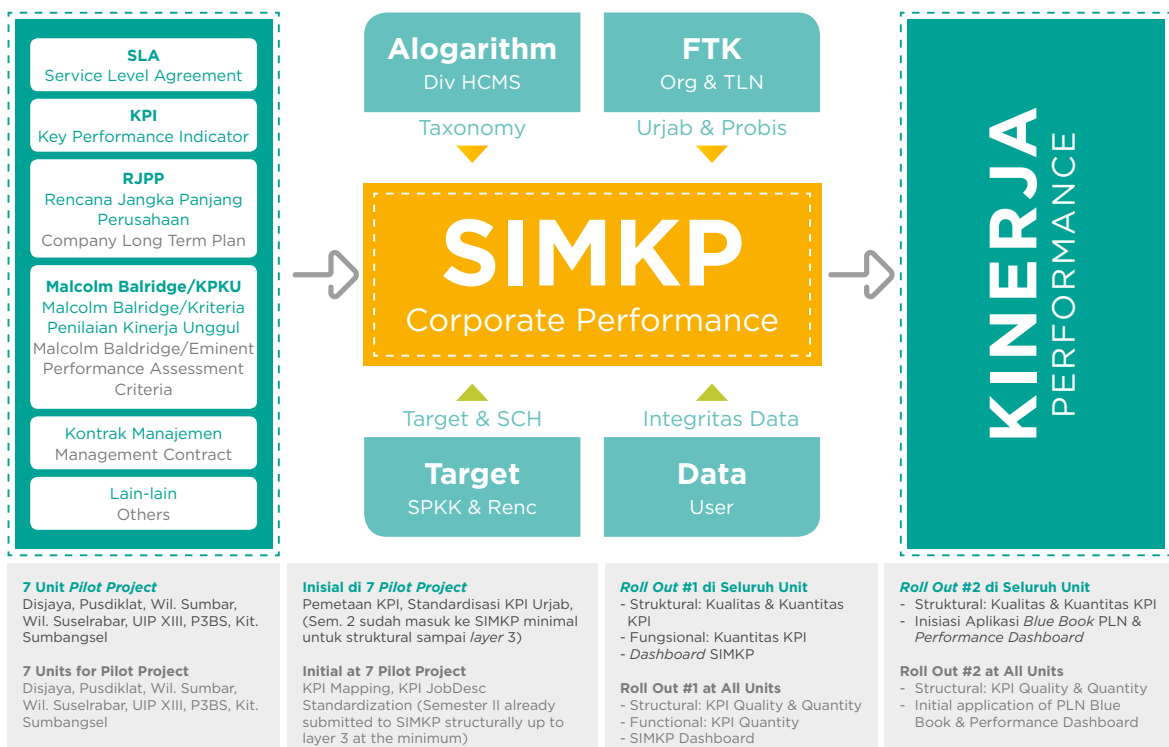 SLA
Service Level Agreement
KPI
Key Performance Indicator
RJPP
Rencana Jangka Panjang
Perusahaan
Company Long Term Plan
Malcolm Balridge/KPKU
Malcolm Balridge/Kriteria
Penilaian Kinerja Unggul
Malcolm Baldridge/Eminent
Performance Assessment
Criteria
Kontrak Manajemen
Management Contract
Lain-lain
Others
Alogarithm
Div HCMS
Taxonomy
FTK
Org & TLN
Urjab & Probis
SIMKP
Corporate Performance
Target & SCH
Target
SPKK & Renc
Integritas Data
Data
User
KINERJA
PERFORMANCE
7 Unit Pilot Project
Disjaya, Pusdiklat, Wil. Sumbar,
Wil. Suselrabar, UIP XIII, P3BS, Kit.
Sumbangsel
7 Units for Pilot Project
Disjaya, Pusdiklat, Wil. Sumbar,
Wil. Suselrabar, UIP XIII, P3BS, Kit.
Sumbangsel
Inisial di 7 Pilot Project
Pemetaan KPI, Standardisasi KPI Urjab,
(Sem. 2 sudah masuk ke SIMKP minimal
untuk struktural sampai layer 3)
Initial at 7 Pilot Project
KPI Mapping, KPI JobDesc
Standardization (Semester II already
submitted to SIMKP structurally up to
layer 3 at the minimum)
Roll Out #1 di Seluruh Unit
- Struktural: Kualitas & Kuantitas
KPI
- Fungsional: Kuantitas KPI
- Dashboard SIMKP
Roll Out #1 at All Units
- Structural: KPI Quality & Quantity
- Functional: KPI Quantity
- SIMKP Dashboard
Roll Out #2 di Seluruh Unit
- Struktural: Kualitas & Kuantitas KPI
- Inisiasi Aplikasi Blue Book PLN &
Performance Dashboard
Roll Out #2 at All Units
- Structural: KPI Quality & Quantity
- Initial application of PLN Blue
Book & Performance Dashboard